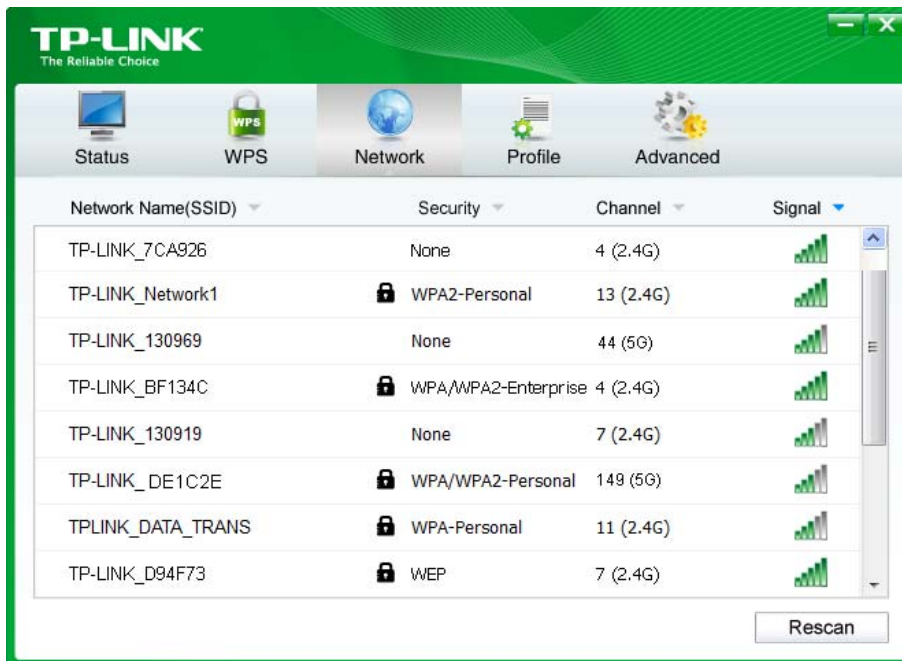 TP-LINK
The Reliable Choice
WPS
Status WPS Network Profile Advanced
Network Name(SSID) Security Channel Signal
TP-LINK_7CA926 None 4 (2.4G)
TP-LINK_Network1 WPA2-Personal 13 (2.4G)
TP-LINK_130969 None 44 (5G)
TP-LINK_BF134C WPA/WPA2-Enterprise 4 (2.4G)
TP-LINK_130919 None 7 (2.4G)
TP-LINK_ DE1C2E WPA/WPA2-Personal 149 (5G)
TPLINK_DATA_TRANS WPA-Personal 11 (2.4G)
TP-LINK_D94F73 WEP 7 (2.4G)
Rescan